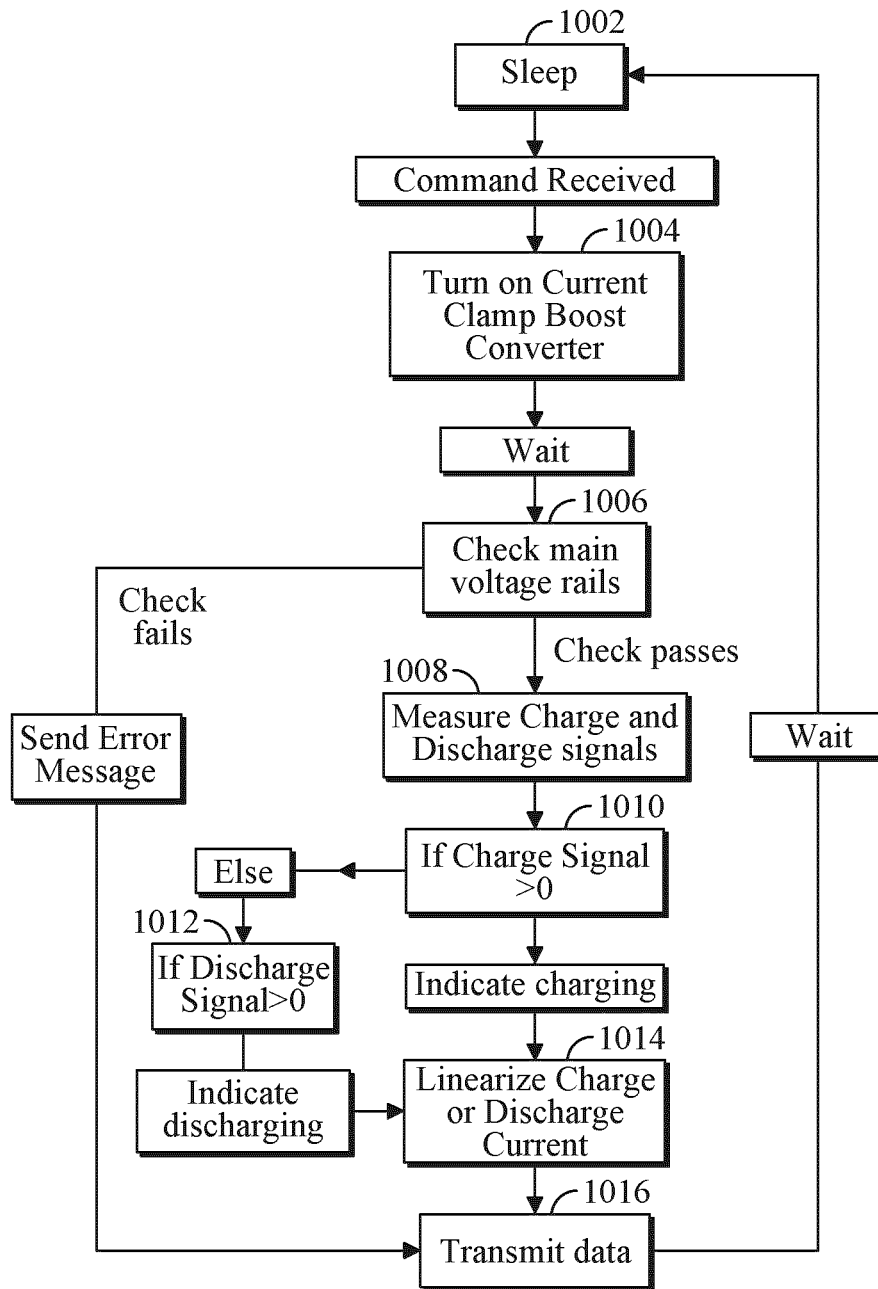 1002
Sleep
Command Received
1004
Turn on Current
Clamp Boost
Converter
Wait
1006
Check main
voltage rails
Check
fails
Check passes
1008
Measure Charge and
Discharge signals
Send Error
Message
Wait
1010
If Charge Signal
>0
Else
1012
If Discharge
Signal>0
Indicate charging
1014
Linearize Charge
or Discharge
Current
Indicate
discharging
1016
Transmit data